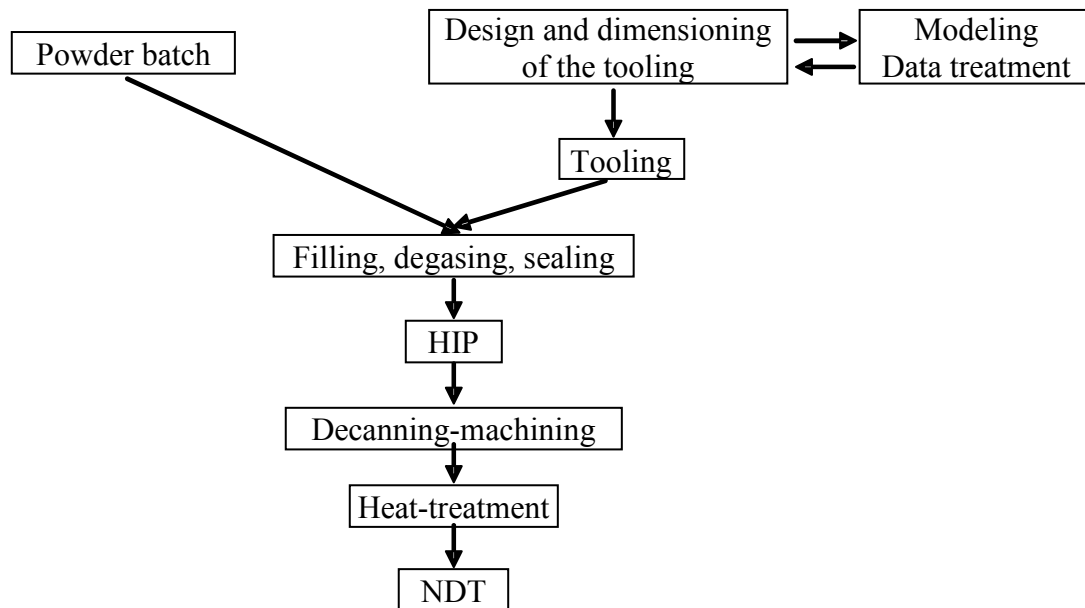 Powder batch
Design and dimensioning
of the tooling
Modeling
Data treatment
Tooling
Filling, degasing, sealing
HIP
Decanning-machining
Heat-treatment
NDT